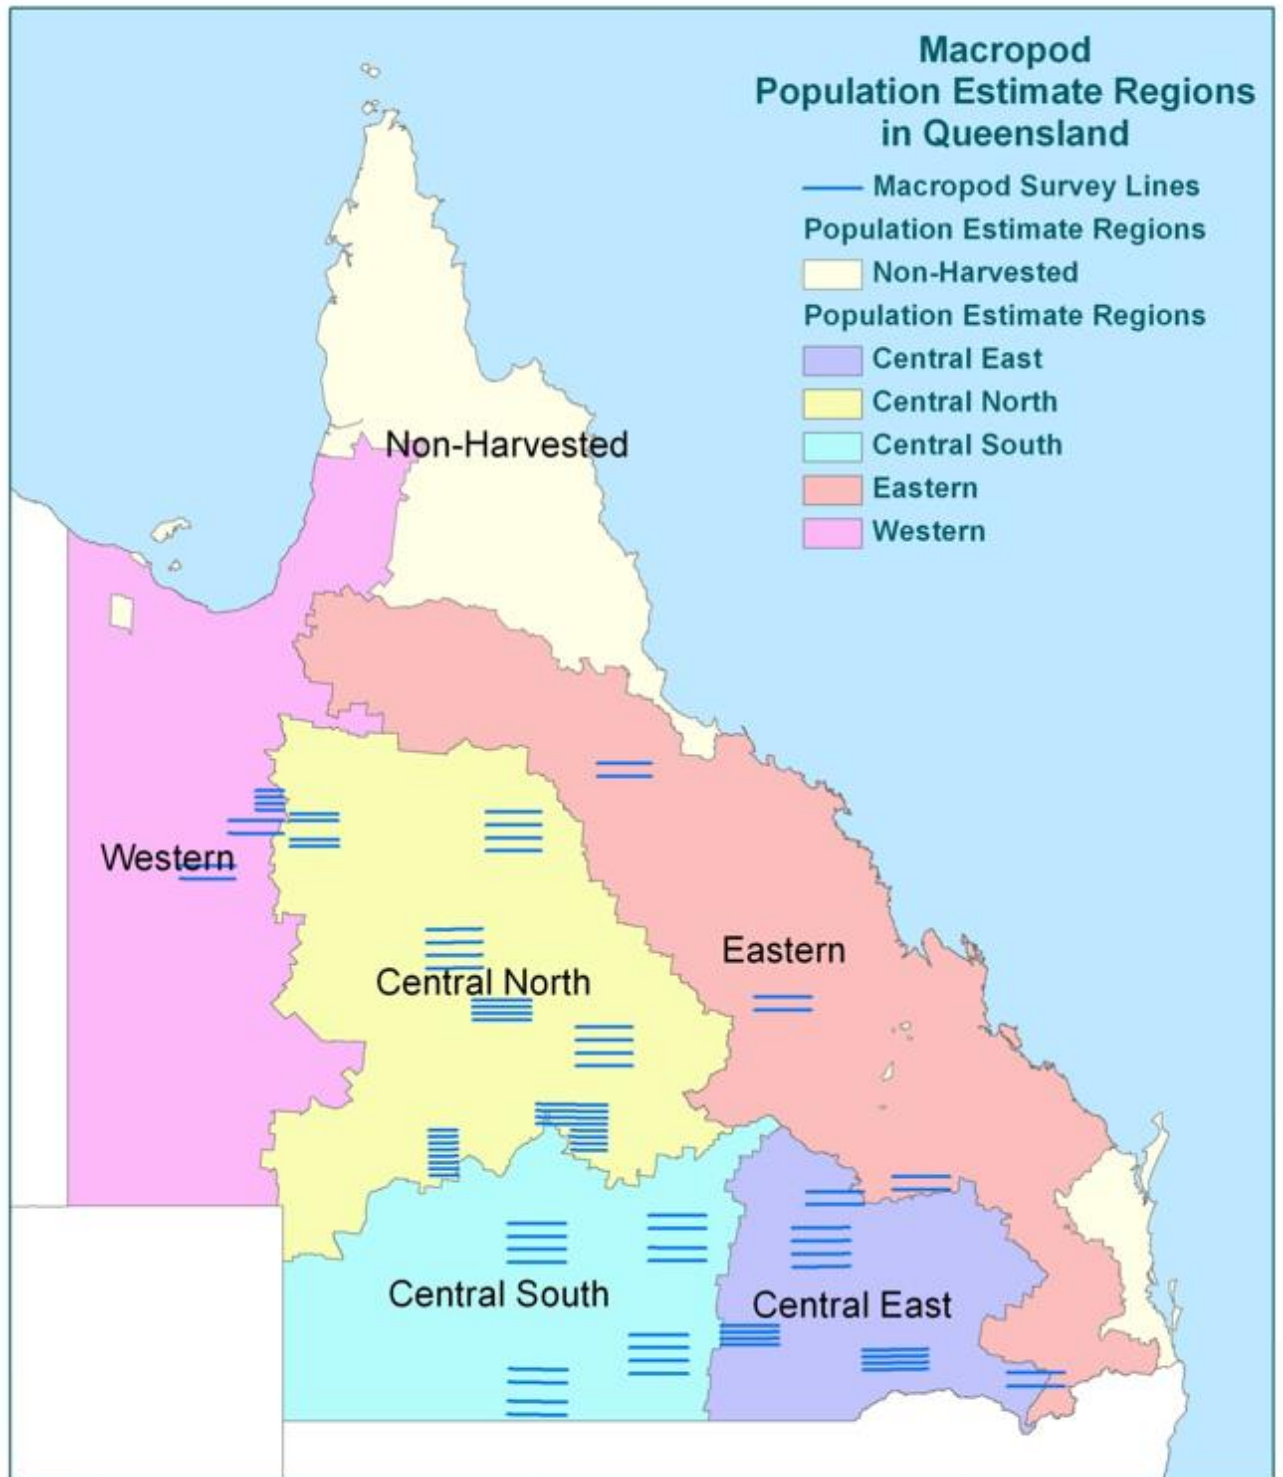 Macropod
Population Estimate Regions
in Queensland
Macropod Survey Lines
Population Estimate Regions
Non-Harvested
Population Estimate Regions
Central East
Central North
Central South
Eastern
Western
Non-Harvested
Western
Eastern
Central North
Central South
Central East